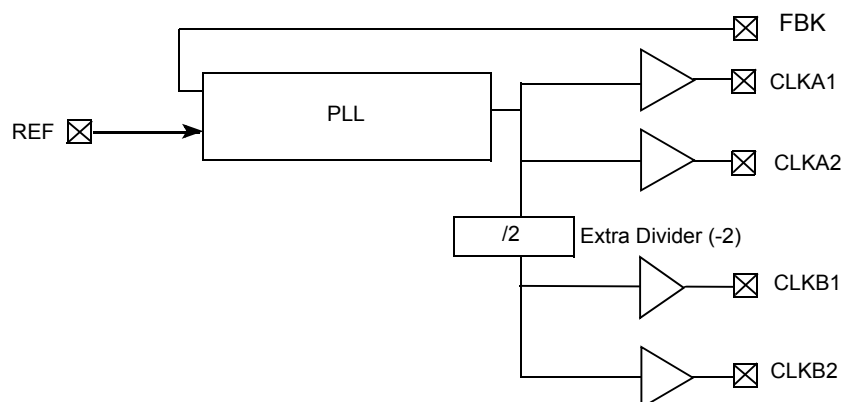 FBK
CLKA1
PLL
REF
CLKA2
/2
Extra Divider (-2)
CLKB1
CLKB2